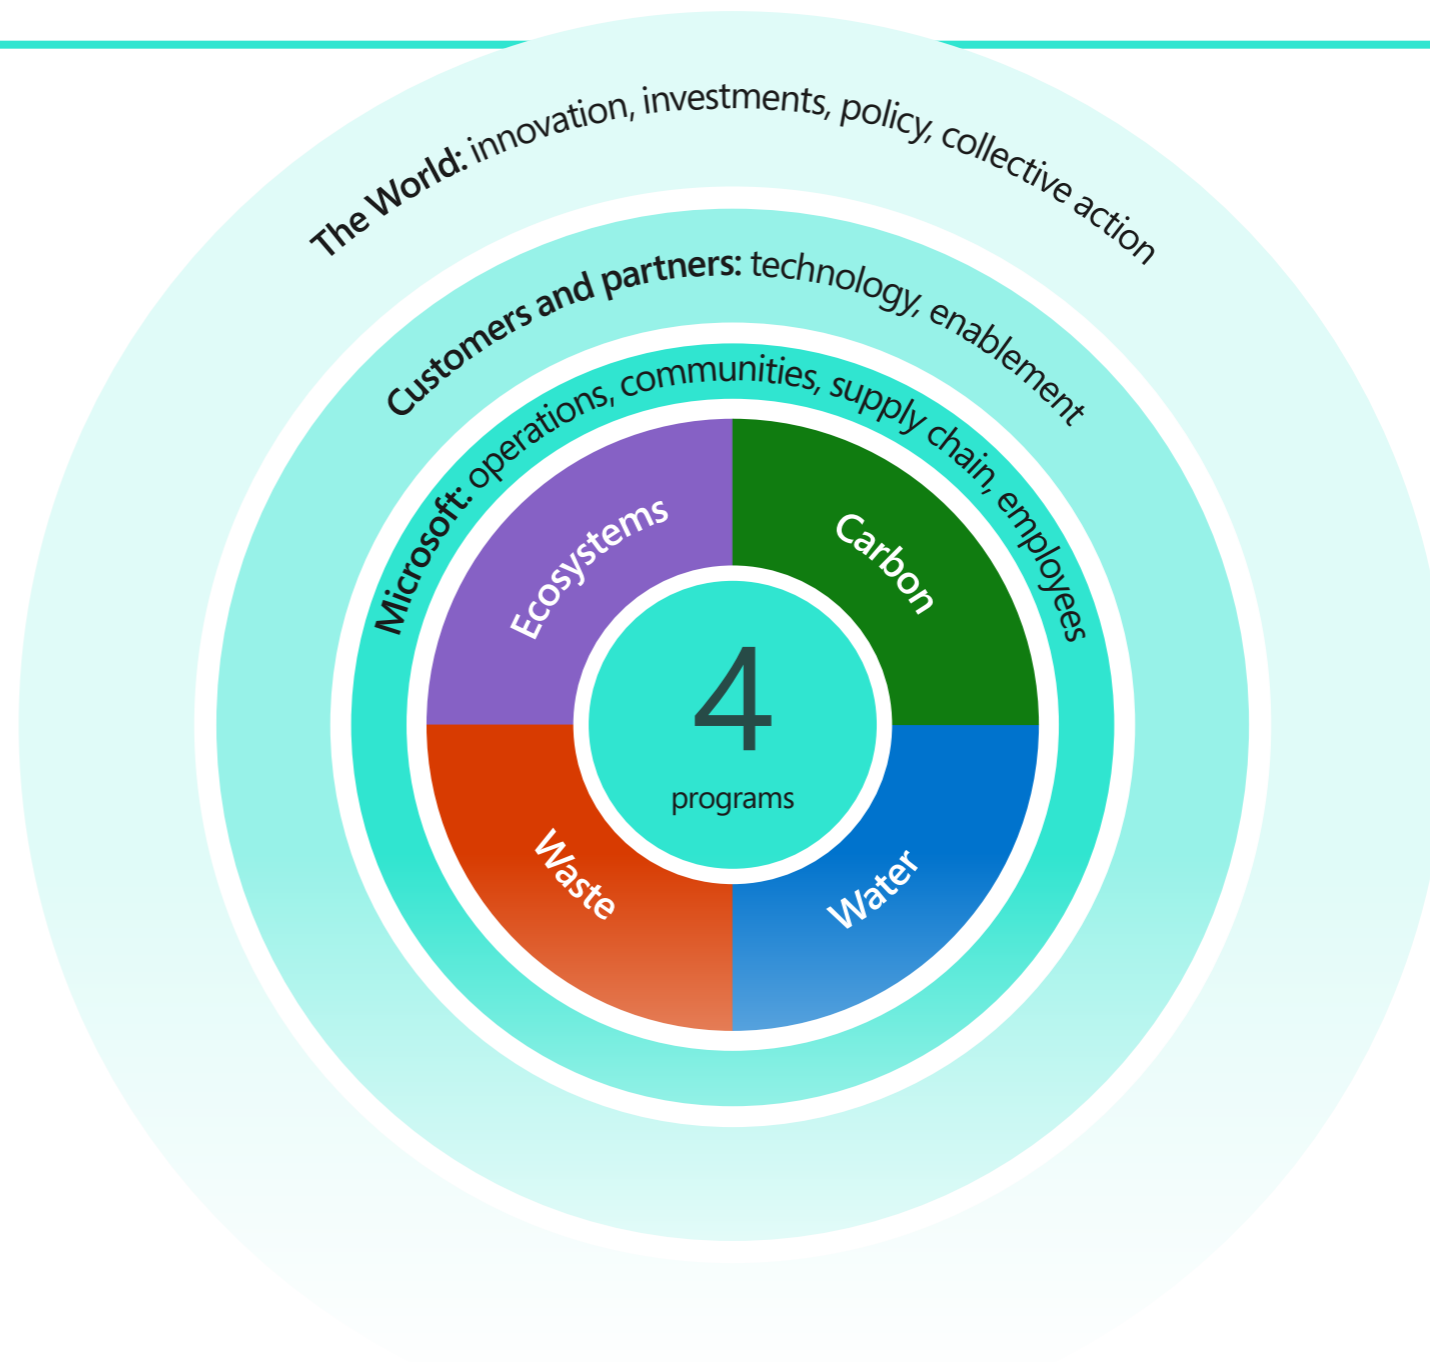 The World: innovation, investments, policy, collective action
Customers and partners: technology, enablement
Microsoft: operations, communities, supply chain, employees
Ecosystems
Carbon
4
programs
Waste
Water